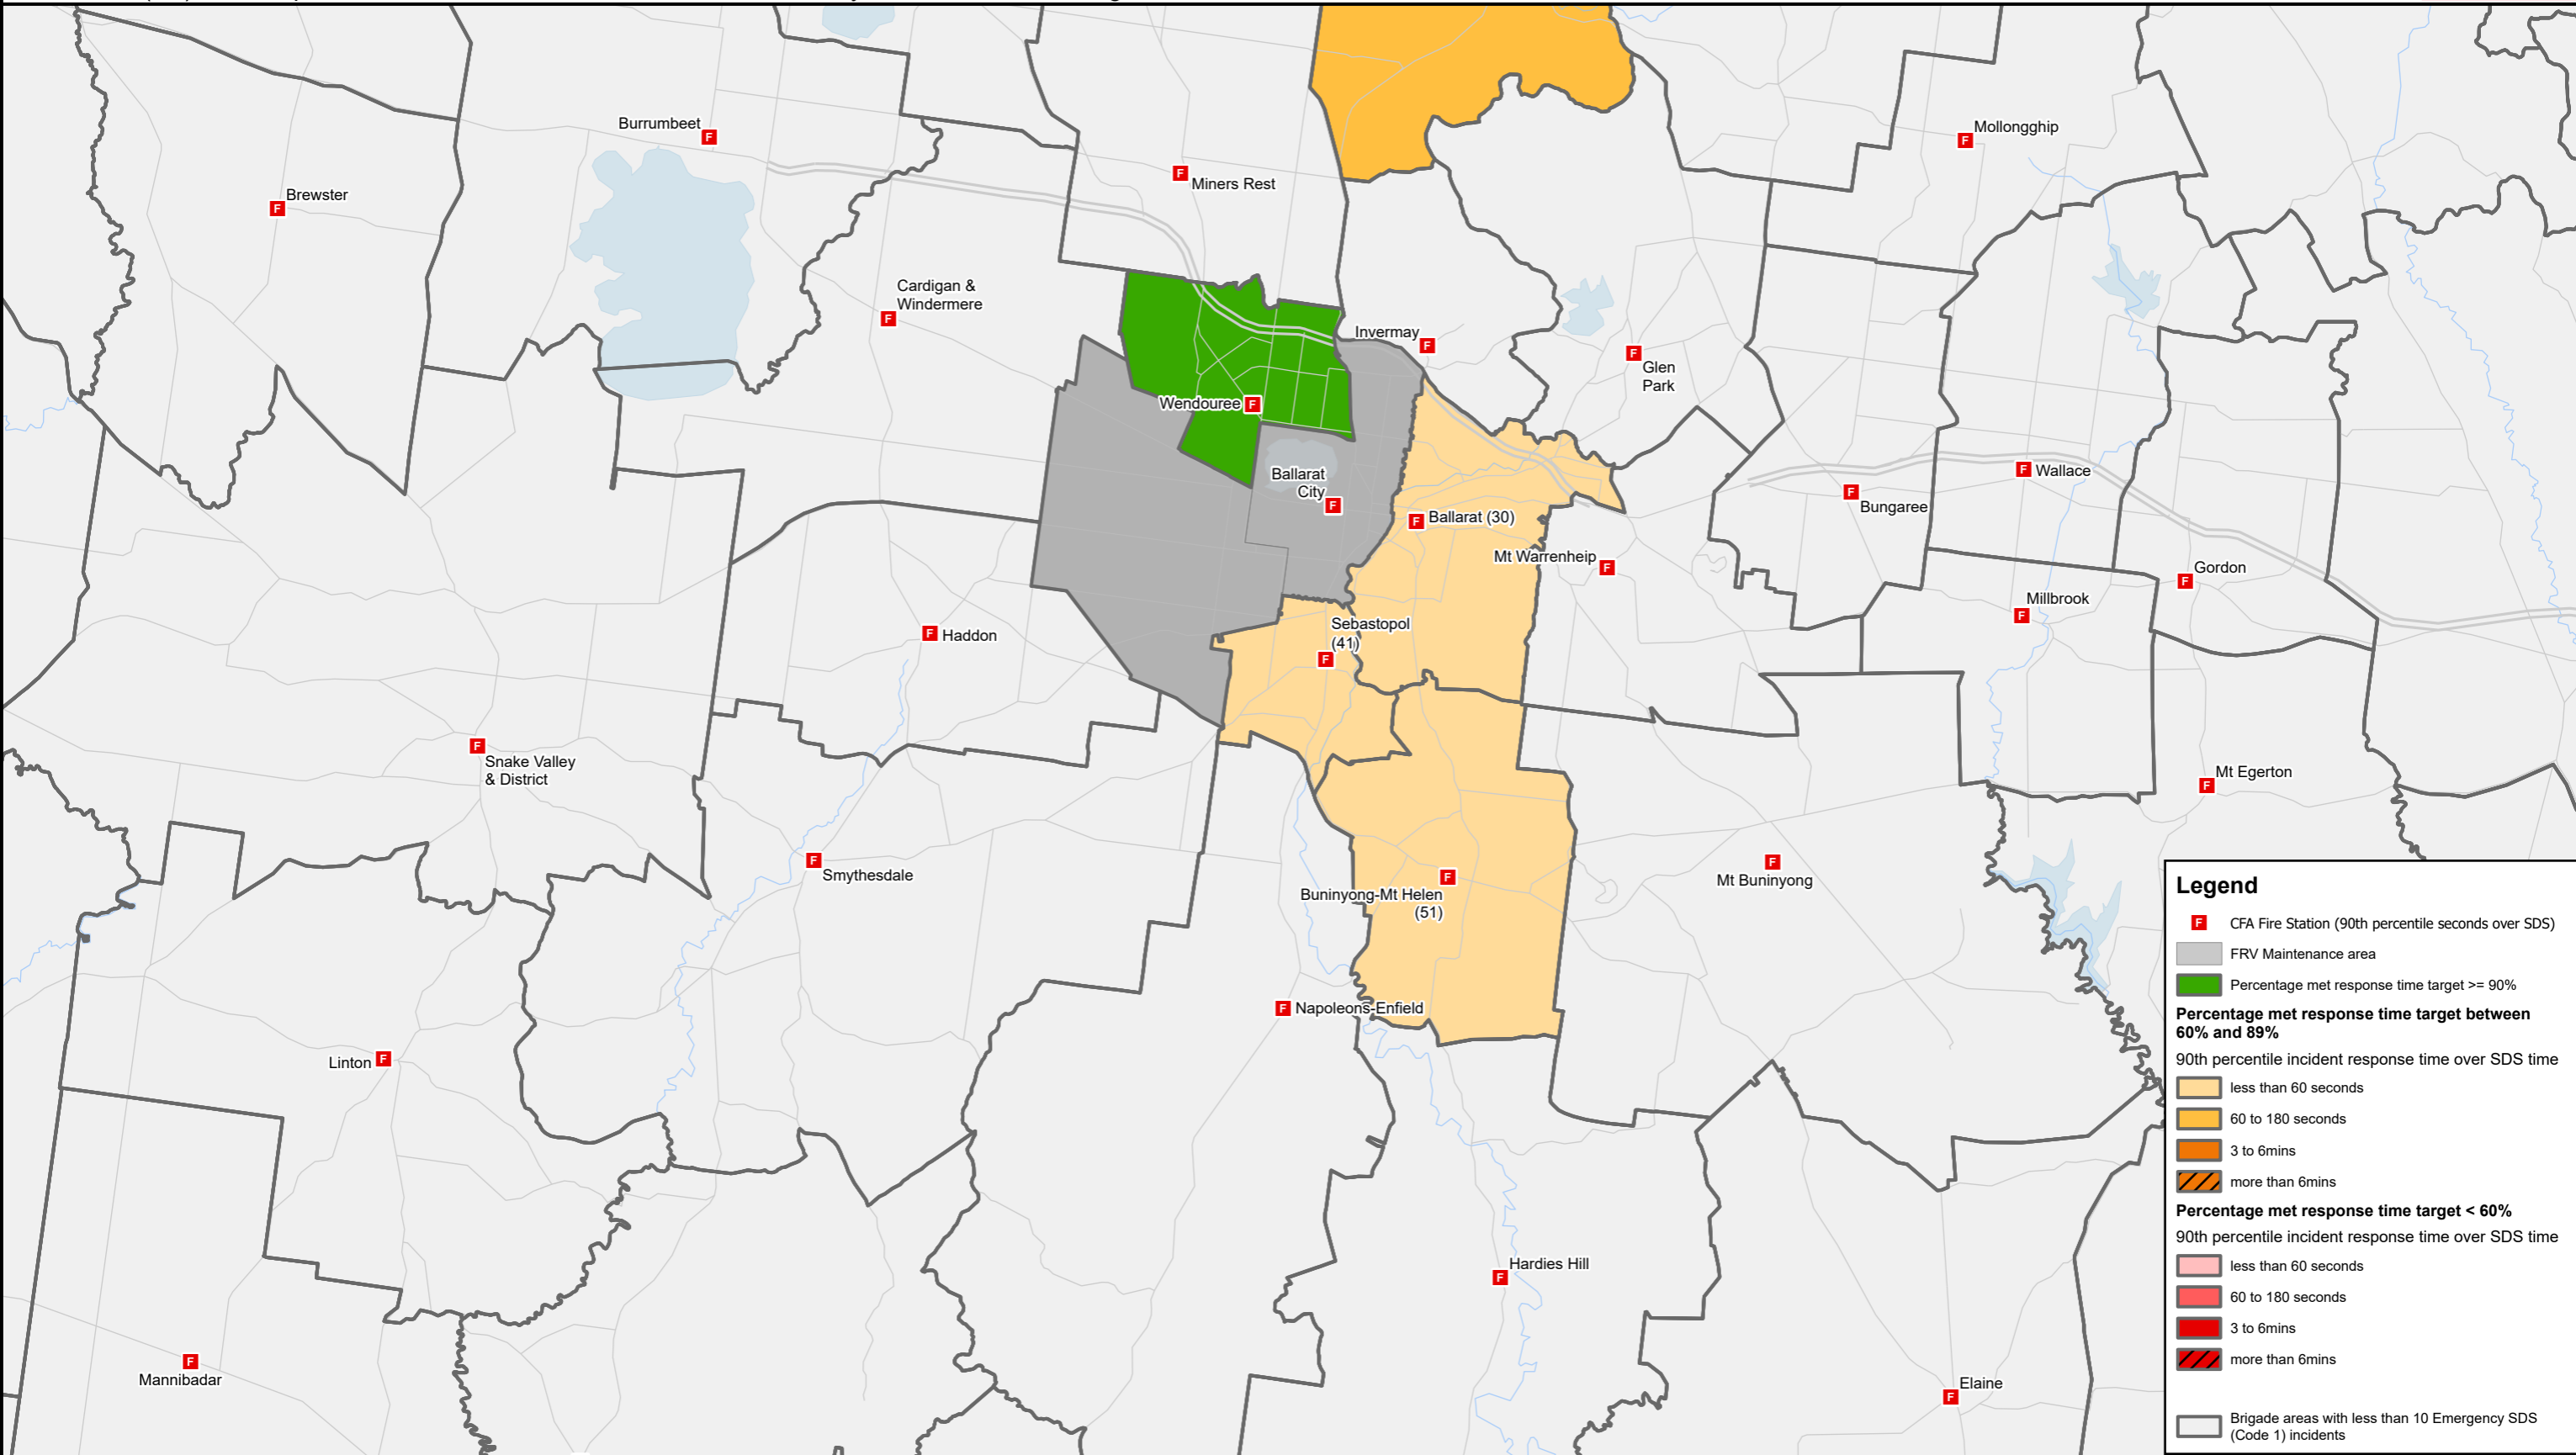 Burrumbeet
Mollongghip
Miners Rest
Brewster
Cardigan &
Windermere
Invermay
Glen
Park
Wendouree
Ballarat
City
Wallace
Bungaree
Ballarat (30)
Mt Warrenheip
Gordon
Millbrook
Sebastopol
(41)
Haddon
Snake Valley
& District
Mt Egerton
Smythesdale
Mt Buninyong
Buninyong-Mt Helen
(51)
Napoleons-Enfield
Linton
Hardies Hill
Mannibadar
Elaine
Legend
F CFA Fire Station (90th percentile seconds over SDS)
FRV Maintenance area
Percentage met response time target >= 90%
Percentage met response time target between
60% and 89%
90th percentile incident response time over SDS time
less than 60 seconds
60 to 180 seconds
3 to 6mins
more than 6mins
Percentage met response time target < 60%
90th percentile incident response time over SDS time
less than 60 seconds
60 to 180 seconds
3 to 6mins
more than 6mins
Brigade areas with less than 10 Emergency SDS
(Code 1) incidents